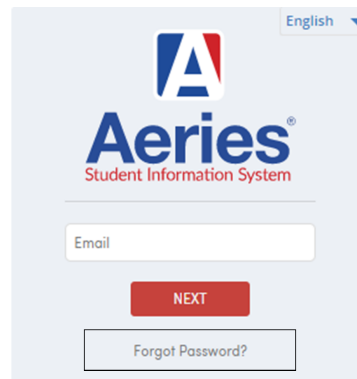 English
A
Aeries®
Student Information System
Email
NEXT
Forgot Password?